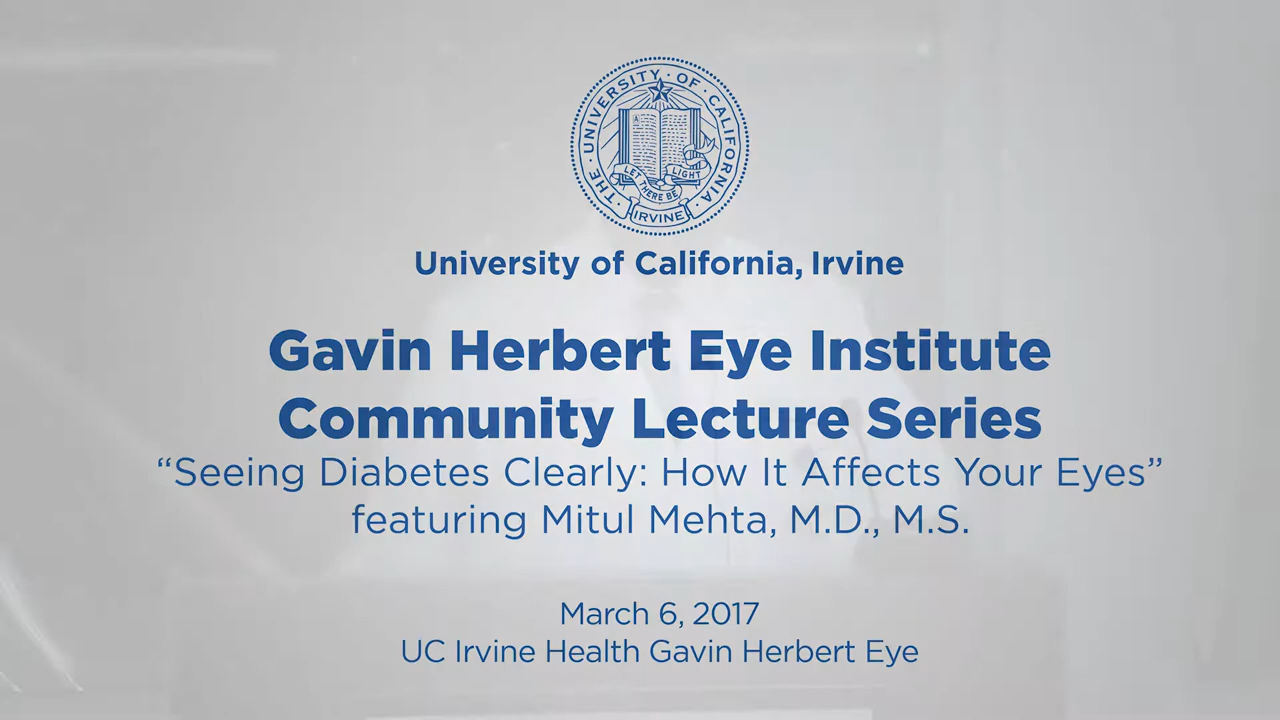 THE · UNIVERSITY · OF · CALIFORNIA ·
A
LET THERE BE LIGHT
IRVINE
University of California, Irvine
Gavin Herbert Eye Institute
Community Lecture Series
“Seeing Diabetes Clearly: How It Affects Your Eyes”
featuring Mitul Mehta, M.D., M.S.
March 6, 2017
UC Irvine Health Gavin Herbert Eye